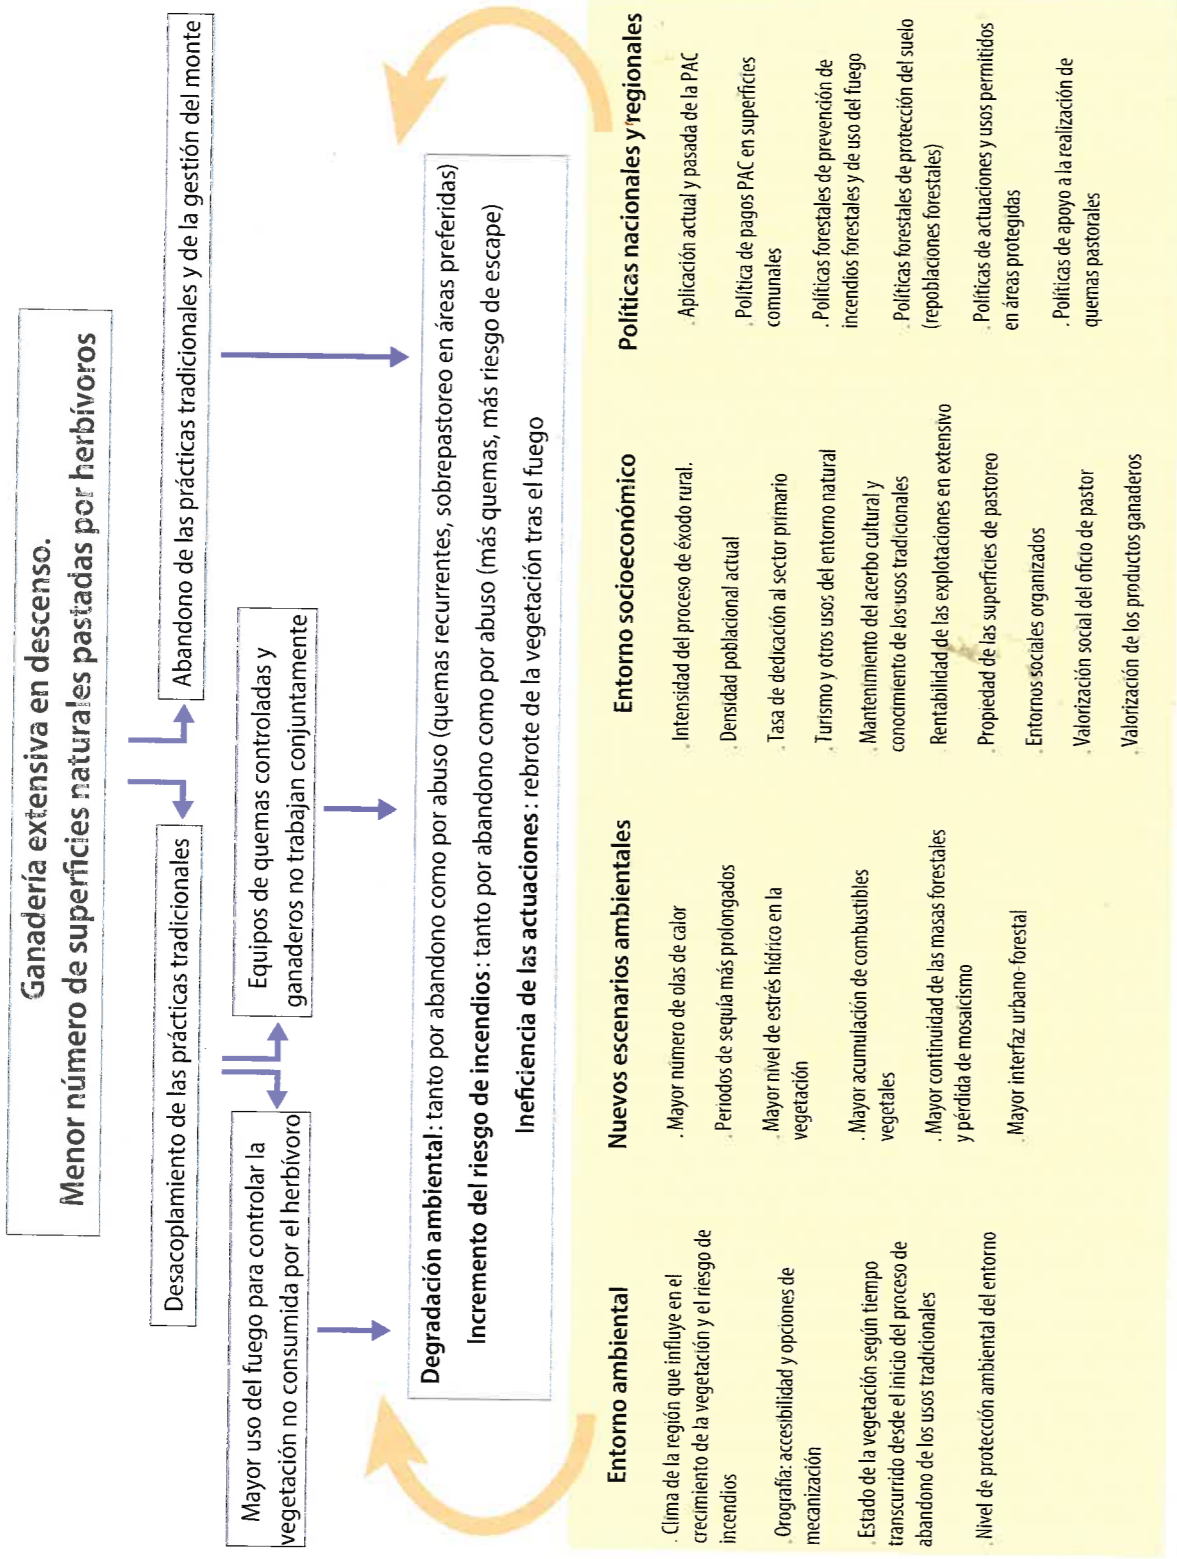 Ganadería extensiva en descenso.
Menor número de superficies naturales pastadas por herbívoros
Desacoplamiento de las prácticas tradicionales
Abandono de las prácticas tradicionales y de la gestión del monte
Mayor uso del fuego para controlar la
vegetación no consumida por el herbívoro
Equipos de quemas controladas y
ganaderos no trabajan conjuntamente
Degradación ambiental: tanto por abandono como por abuso (quemas recurrentes, sobrepastoreo en áreas preferidas)
Incremento del riesgo de incendios: tanto por abandono como por abuso (más quemas, más riesgo de escape)
Ineficiencia de las actuaciones: rebrote de la vegetación tras el fuego
Entorno ambiental
. Clima de la región que influye en el
crecimiento de la vegetación y el riesgo de
incendios
. Orografía: accesibilidad y opciones de
mecanización
. Estado de la vegetación según tiempo
transcurrido desde el inicio del proceso de
abandono de los usos tradicionales
. Nivel de protección ambiental del entorno
Nuevos escenarios ambientales
. Mayor número de olas de calor
. Periodos de sequía más prolongados
. Mayor nivel de estrés hídrico en la
vegetación
. Mayor acumulación de combustibles
vegetales
. Mayor continuidad de las masas forestales
y pérdida de mosaicismo
. Mayor interfaz urbano-forestal
Entorno socioeconómico
. Intensidad del proceso de éxodo rural.
. Densidad poblacional actual
. Tasa de dedicación al sector primario
. Turismo y otros usos del entorno natural
. Mantenimiento del acerbo cultural y
conocimiento de los usos tradicionales
. Rentabilidad de las explotaciones en extensivo
. Propiedad de las superficies de pastoreo
. Entornos sociales organizados
. Valorización social del oficio de pastor
. Valorización de los productos ganaderos
Políticas nacionales y regionales
. Aplicación actual y pasada de la PAC
. Política de pagos PAC en superficies
comunales
. Políticas forestales de prevención de
incendios forestales y de uso del fuego
. Políticas forestales de protección del suelo
(repoblaciones forestales)
. Políticas de actuaciones y usos permitidos
en áreas protegidas
. Políticas de apoyo a la realización de
quemas pastorales